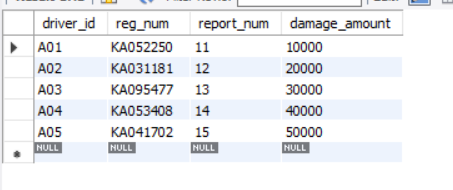 driver_id reg_num report_num damage_amount
A01 KA052250 11 10000
A02 KA031181 12 20000
A03 KA095477 13 30000
A04 KA053408 14 40000
A05 KA041702 15 50000
NULL NULL NULL NULL